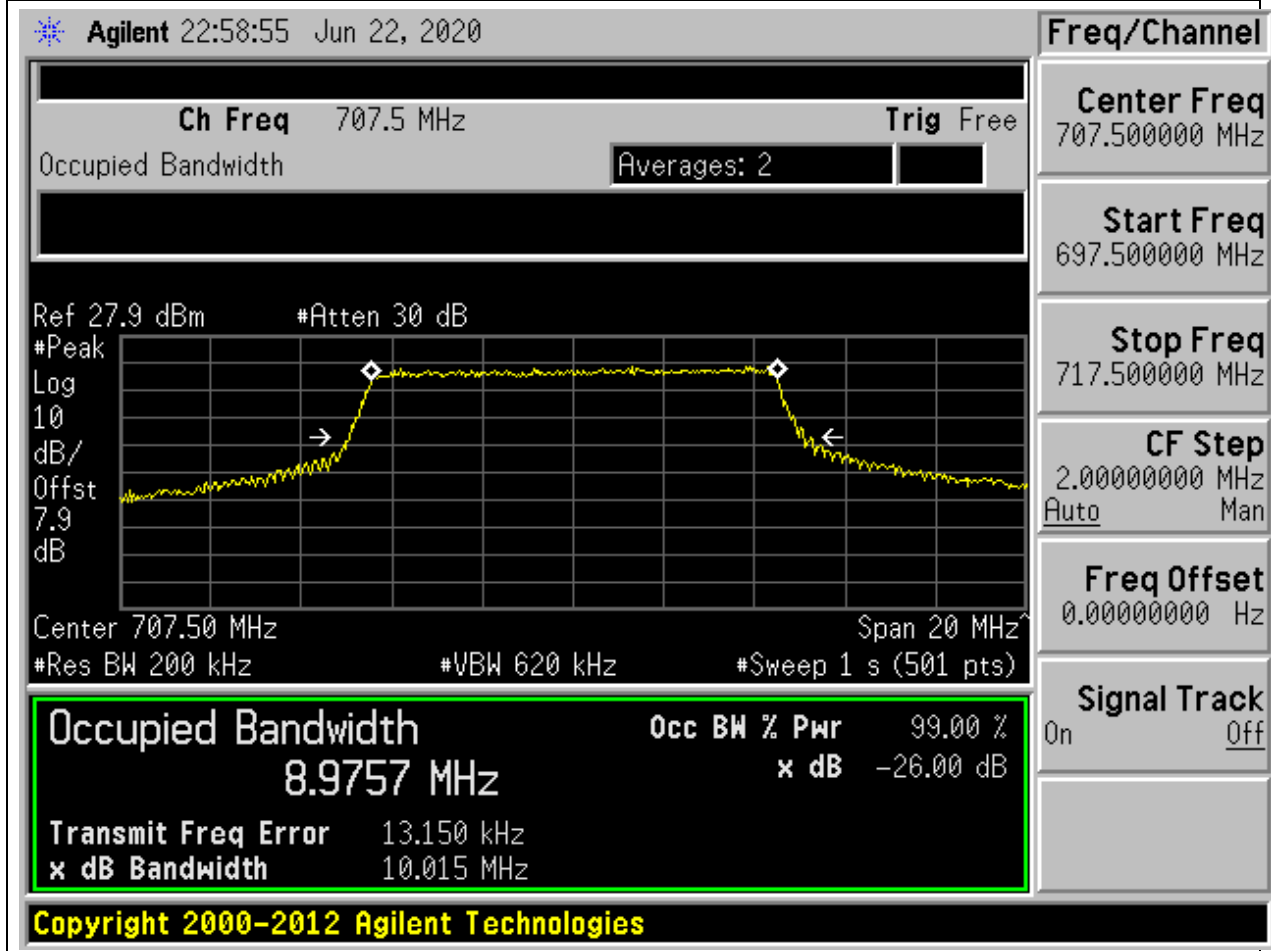 Agilent 22:58:55 Jun 22, 2020
Freq/Channel
Ch Freq 707.5 MHz Trig Free
Occupied Bandwidth Averages: 2
Ref 27.9 dBm #Atten 30 dB
#Peak
Log
10
dB/
Offst
7.9
dB
Center 707.50 MHz Span 20 MHz^
#Res BW 200 kHz #VBW 620 kHz #Sweep 1 s (501 pts)
Occupied Bandwidth
8.9757 MHz
Occ BW % Pwr 99.00 %
x dB -26.00 dB
Transmit Freq Error 13.150 kHz
x dB Bandwidth 10.015 MHz
Center Freq
707.500000 MHz
Start Freq
697.500000 MHz
Stop Freq
717.500000 MHz
CF Step
2.00000000 MHz
Auto Man
Freq Offset
0.00000000 Hz
Signal Track
On Off
Copyright 2000-2012 Agilent Technologies